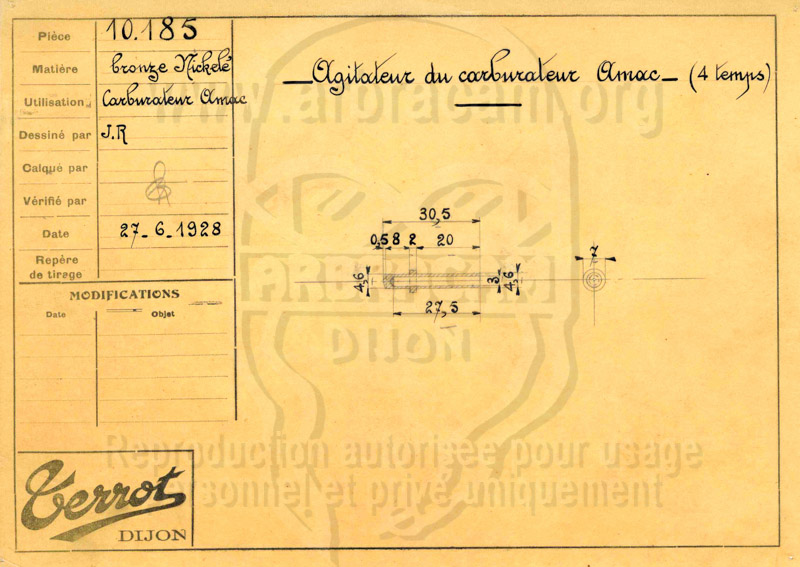 Pièce 10.185
Matière bronze Nickelé
Utilisation Carburateur Amac
Dessiné par J.R
Calqué par
Vérifié par
Date 27-6-1928
Repère
de tirage
MODIFICATIONS
Date Objet
Agitateur du carburateur Amac (4 temps)
30,5
0,5 8 2 20
4,6 3 4,6 7
27,5
www.arbracam.org
ARBRACAM
DIJON
Reproduction autorisée pour usage
personnel et privé uniquement
Terrot
DIJON